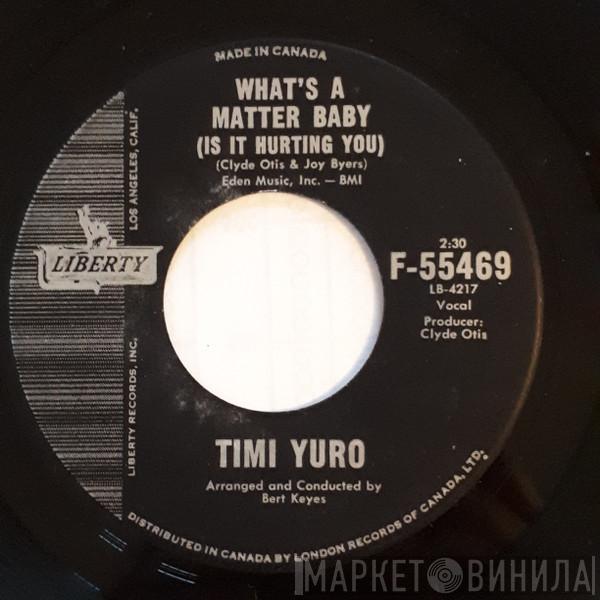 MADE IN CANADA
WHAT'S A
MATTER BABY
(IS IT HURTING YOU)
(Clyde Otis & Joy Byers)
Eden Music, Inc. — BMI
LOS ANGELES, CALIF.
LIBERTY
LIBERTY RECORDS, INC.
2:30
F-55469
LB-4217
Vocal
Producer:
Clyde Otis
TIMI YURO
Arranged and Conducted by
Bert Keyes
DISTRIBUTED IN CANADA BY LONDON RECORDS OF CANADA, LTD.
МАРКЕТ ВИНИЛА